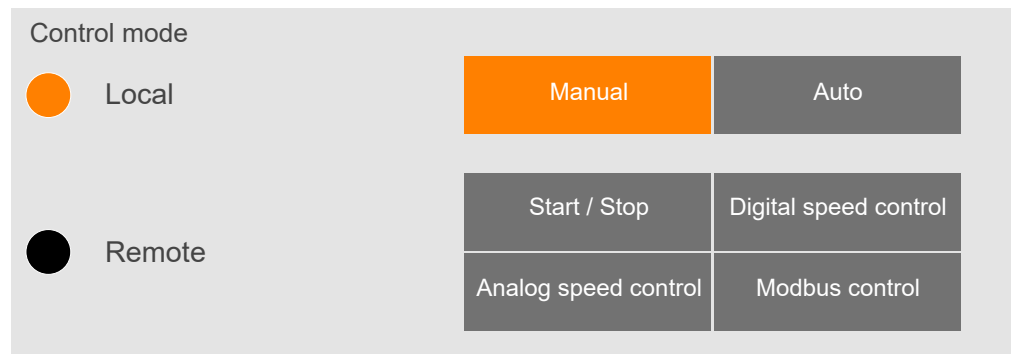 Control mode
Local
Manual
Auto
Remote
Start / Stop
Digital speed control
Analog speed control
Modbus control